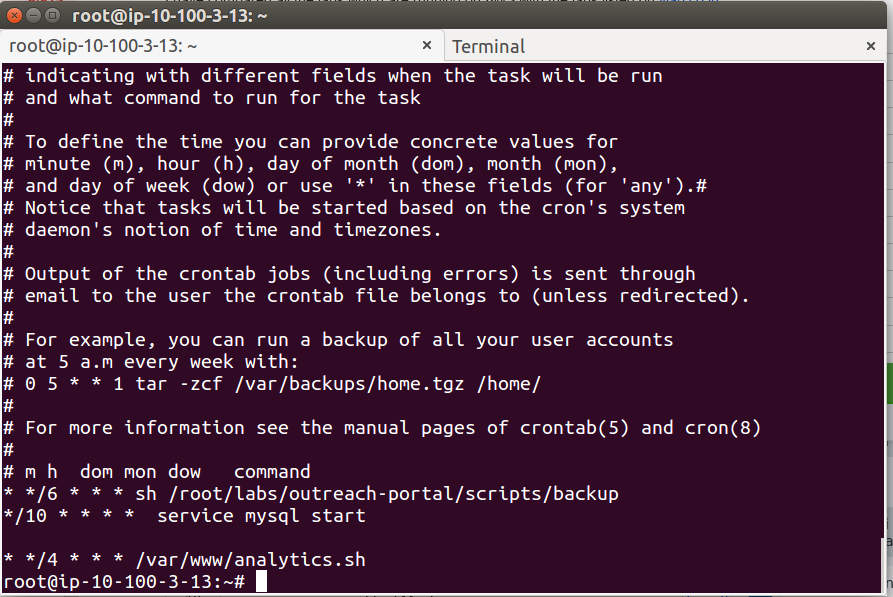 root@ip-10-100-3-13: ~
root@ip-10-100-3-13: ~ × Terminal ×
# indicating with different fields when the task will be run
# and what command to run for the task
#
# To define the time you can provide concrete values for
# minute (m), hour (h), day of month (dom), month (mon),
# and day of week (dow) or use '*' in these fields (for 'any').#
# Notice that tasks will be started based on the cron's system
# daemon's notion of time and timezones.
#
# Output of the crontab jobs (including errors) is sent through
# email to the user the crontab file belongs to (unless redirected).
#
# For example, you can run a backup of all your user accounts
# at 5 a.m every week with:
# 0 5 * * 1 tar -zcf /var/backups/home.tgz /home/
#
# For more information see the manual pages of crontab(5) and cron(8)
#
# m h  dom mon dow   command
* */6 * * * sh /root/labs/outreach-portal/scripts/backup
*/10 * * * *  service mysql start
* */4 * * * /var/www/analytics.sh
root@ip-10-100-3-13:~#